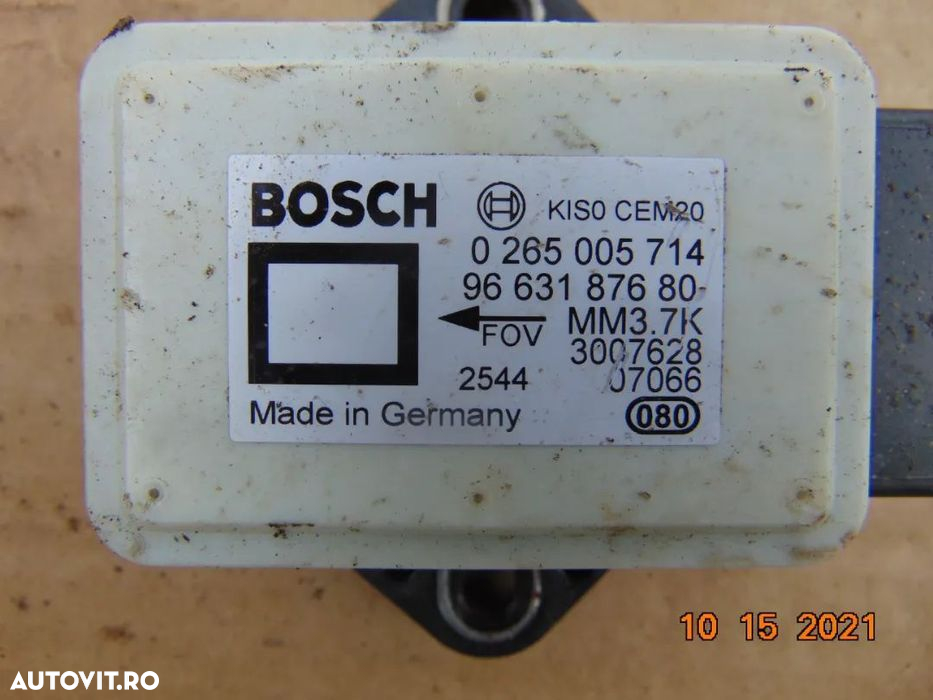 BOSCH KIS0 CEM20
0 265 005 714
96 631 876 80-
FOV MM3.7K
3007628
2544 07066
Made in Germany 080
10 15 2021
AUTOVIT.RO